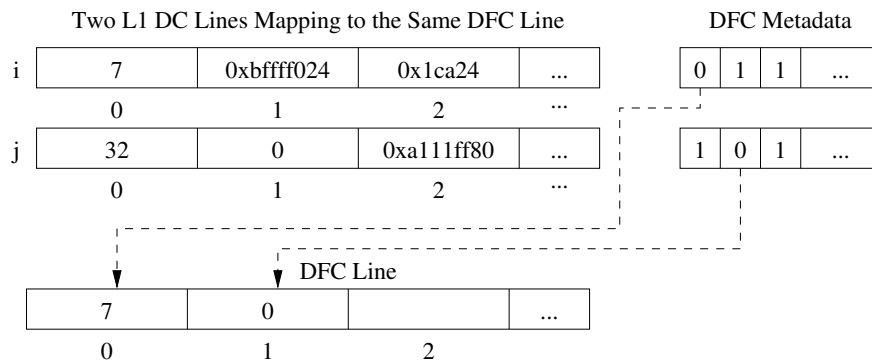 Two L1 DC Lines Mapping to the Same DFC Line DFC Metadata
i 7 0xbffff024 0x1ca24 ... 0 1 1 ...
0 1 2 ...
j 32 0 0xa111ff80 ... 1 0 1 ...
0 1 2 ...
DFC Line
7 0 ...
0 1 2